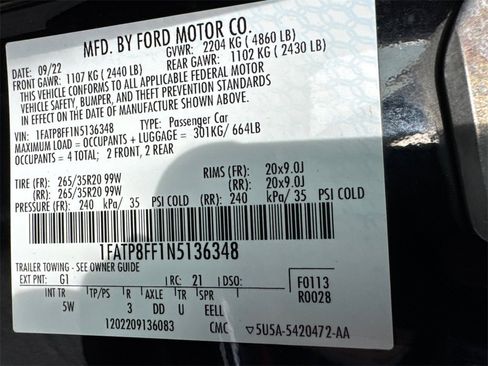 MFD. BY FORD MOTOR CO.
DATE: 09/22 GVWR: 2204 KG ( 4860 LB)
FRONT GAWR: 1107 KG ( 2440 LB) REAR GAWR: 1102 KG ( 2430 LB)
THIS VEHICLE CONFORMS TO ALL APPLICABLE FEDERAL MOTOR
VEHICLE SAFETY, BUMPER, AND THEFT PREVENTION STANDARDS
IN EFFECT ON THE DATE OF MANUFACTURE SHOWN ABOVE.
VIN: 1FATP8FF1N5136348 TYPE: Passenger Car
MAXIMUM LOAD = OCCUPANTS + LUGGAGE = 301KG/ 664LB
OCCUPANTS = 4 TOTAL; 2 FRONT, 2 REAR
TIRE (FR): 265/35R20 99W RIMS (FR): 20x9.0J
(RR): 265/35R20 99W (RR): 20x9.0J
PRESSURE (FR): 240 kPa/ 35 PSI COLD (RR): 240 kPa/ 35 PSI COLD
1FATP8FF1N5136348
TRAILER TOWING - SEE OWNER GUIDE
EXT PNT: G1 RC: 21 DSO: F0113
INT TR TP/PS R AXLE TR SPR R0028
5W 3 DD U EELL
1202209136083 CMC ▽5U5A-5420472-AA